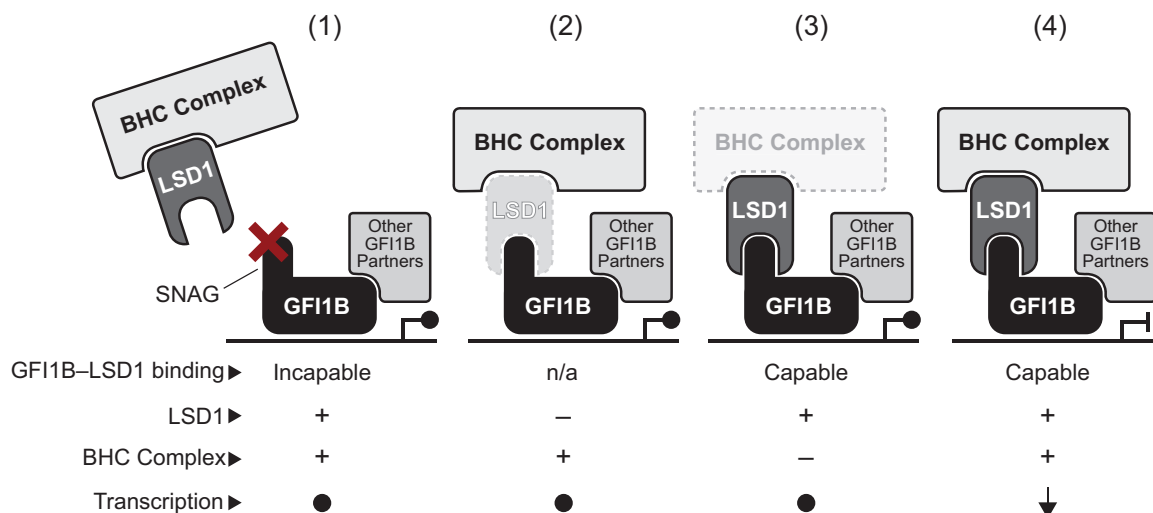 (1) (2) (3) (4)
BHC Complex
LSD1
SNAG
GFI1B
Other
GFI1B
Partners
BHC Complex
LSD1
GFI1B
Other
GFI1B
Partners
BHC Complex
LSD1
GFI1B
Other
GFI1B
Partners
BHC Complex
LSD1
GFI1B
Other
GFI1B
Partners
GFI1B–LSD1 binding▶ Incapable n/a Capable Capable
LSD1▶ + – + +
BHC Complex▶ + + – +
Transcription▶ ● ● ● ↓